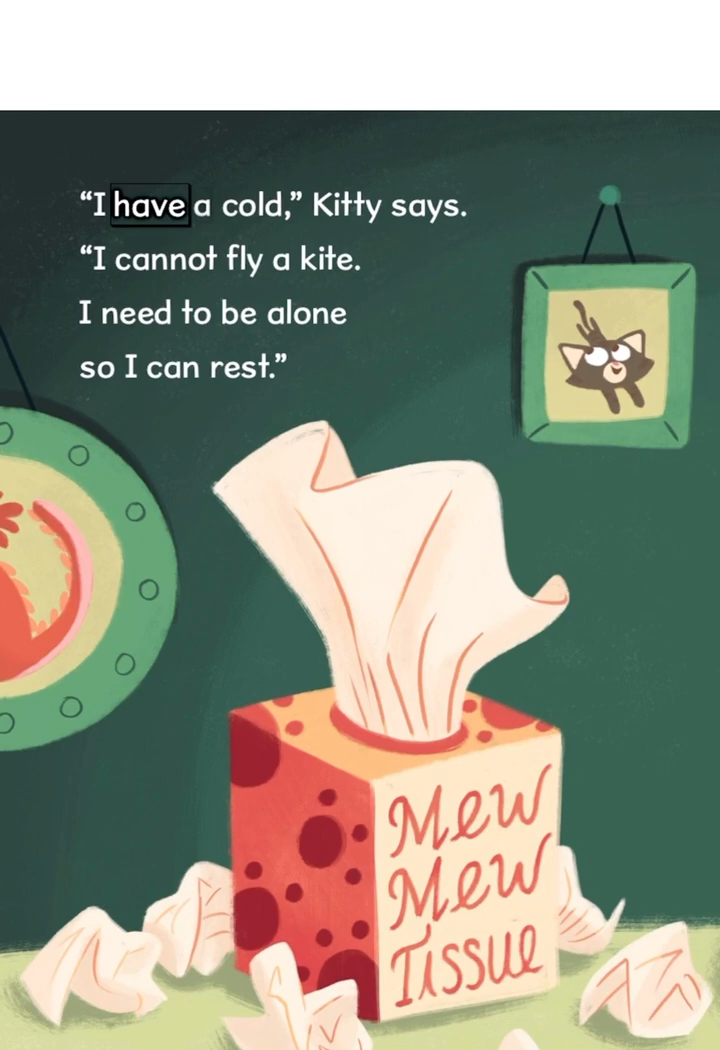 “I have a cold,” Kitty says.
“I cannot fly a kite.
I need to be alone
so I can rest.”
Mew
Mew
Tissue